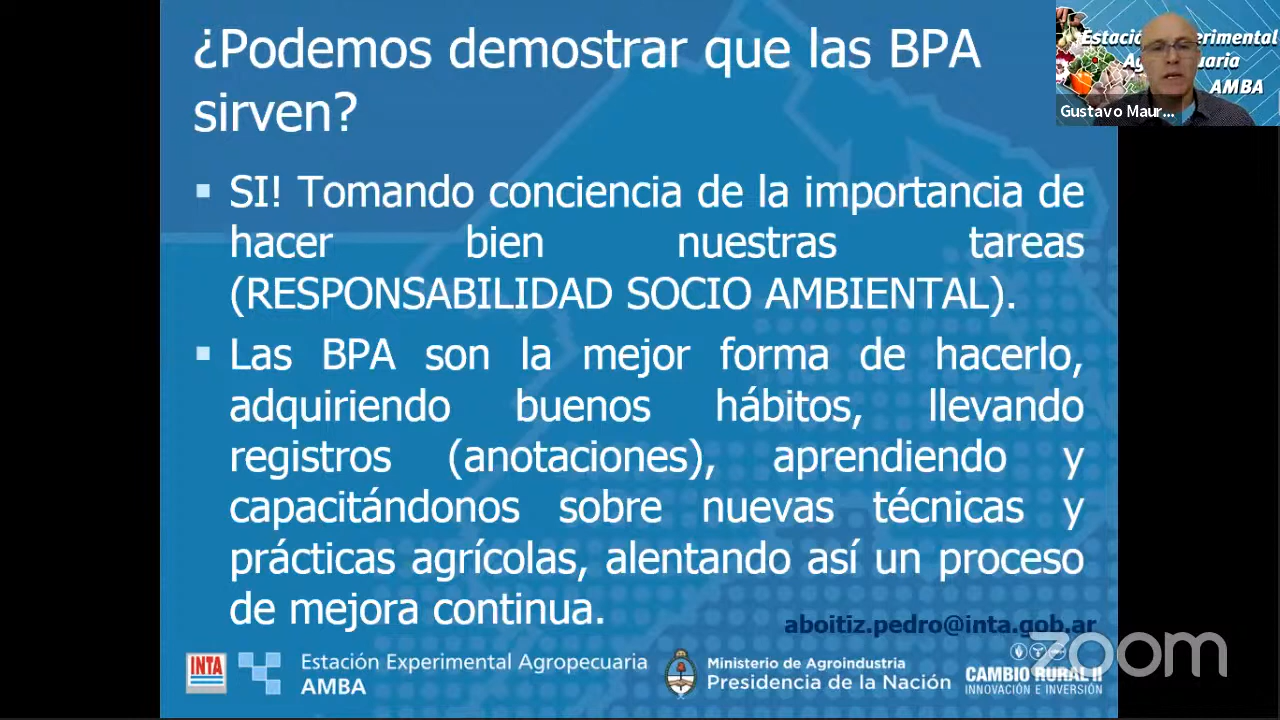 ¿Podemos demostrar que las BPA
sirven?
SI! Tomando conciencia de la importancia de
hacer bien nuestras tareas
(RESPONSABILIDAD SOCIO AMBIENTAL).
Las BPA son la mejor forma de hacerlo,
adquiriendo buenos hábitos, llevando
registros (anotaciones), aprendiendo y
capacitándonos sobre nuevas técnicas y
prácticas agrícolas, alentando así un proceso
de mejora continua.
aboitiz.pedro@inta.gob.ar
INTA
Estación Experimental Agropecuaria
AMBA
Ministerio de Agroindustria
Presidencia de la Nación
CAMBIO RURAL II
INNOVACIÓN E INVERSIÓN
zoom
AMBA
Gustavo Maur...